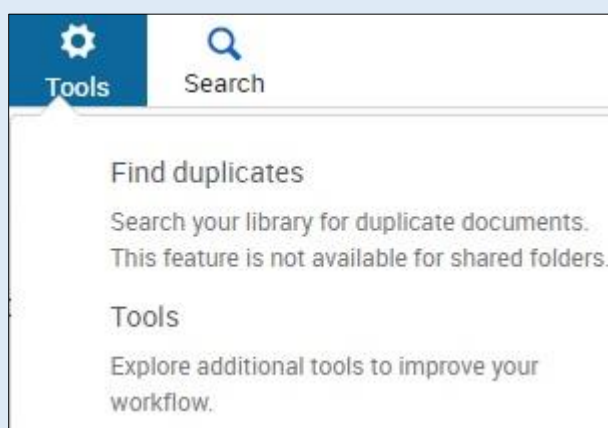 Tools
Search
Find duplicates
Search your library for duplicate documents.
This feature is not available for shared folders.
Tools
Explore additional tools to improve your
workflow.